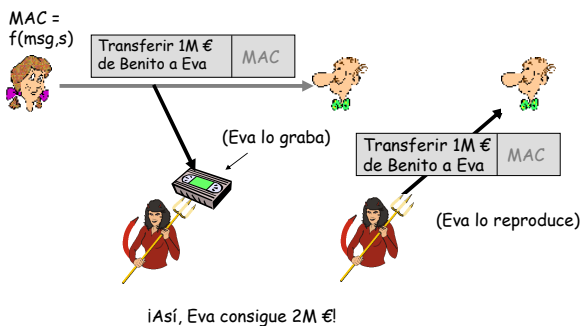 MAC =
f(msg,s)
Transferir 1M €
de Benito a Eva
MAC
(Eva lo graba)
Transferir 1M €
de Benito a Eva
MAC
(Eva lo reproduce)
¡Así, Eva consigue 2M €!